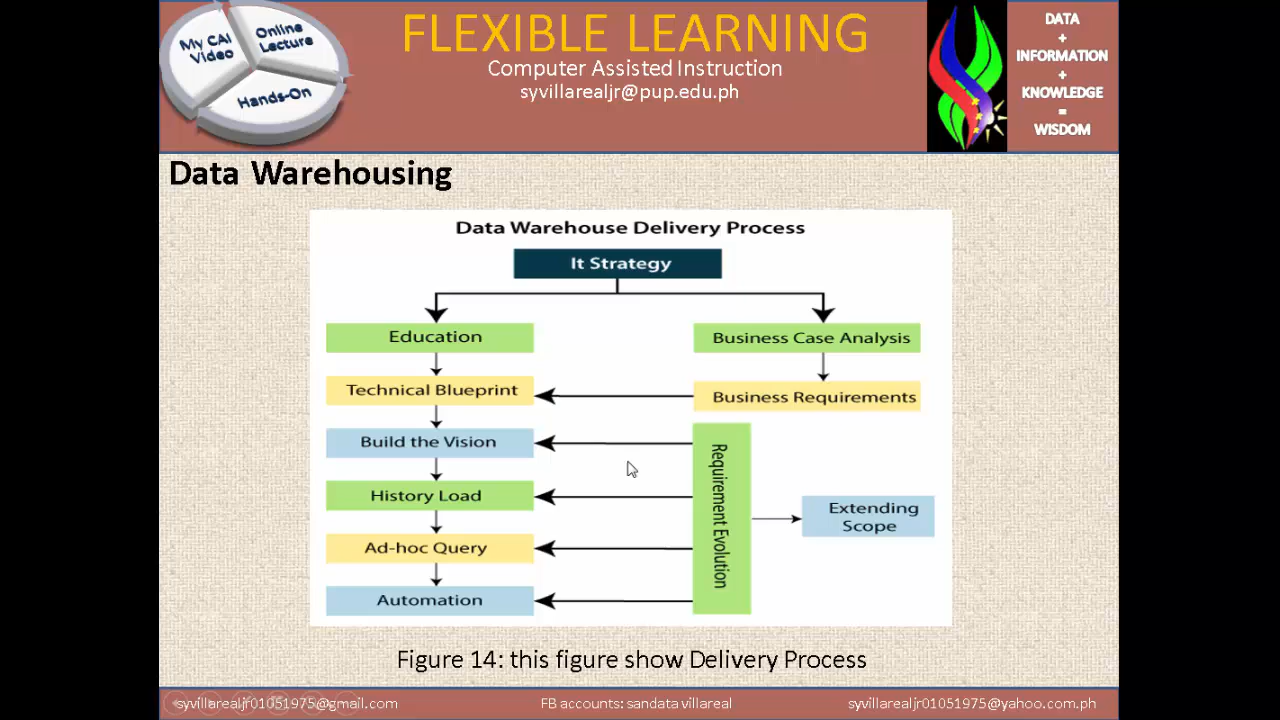 My CAI
Video
Online
Lecture
Hands-On
FLEXIBLE LEARNING
Computer Assisted Instruction
syvillarealjr@pup.edu.ph
DATA
+
INFORMATION
+
KNOWLEDGE
=
WISDOM
Data Warehousing
Data Warehouse Delivery Process
It Strategy
Education
Business Case Analysis
Technical Blueprint
Business Requirements
Build the Vision
History Load
Ad-hoc Query
Automation
Requirement Evolution
Extending
Scope
Figure 14: this figure show Delivery Process
syvillarealjr01051975@gmail.com
FB accounts: sandata villareal
syvillarealjr01051975@yahoo.com.ph